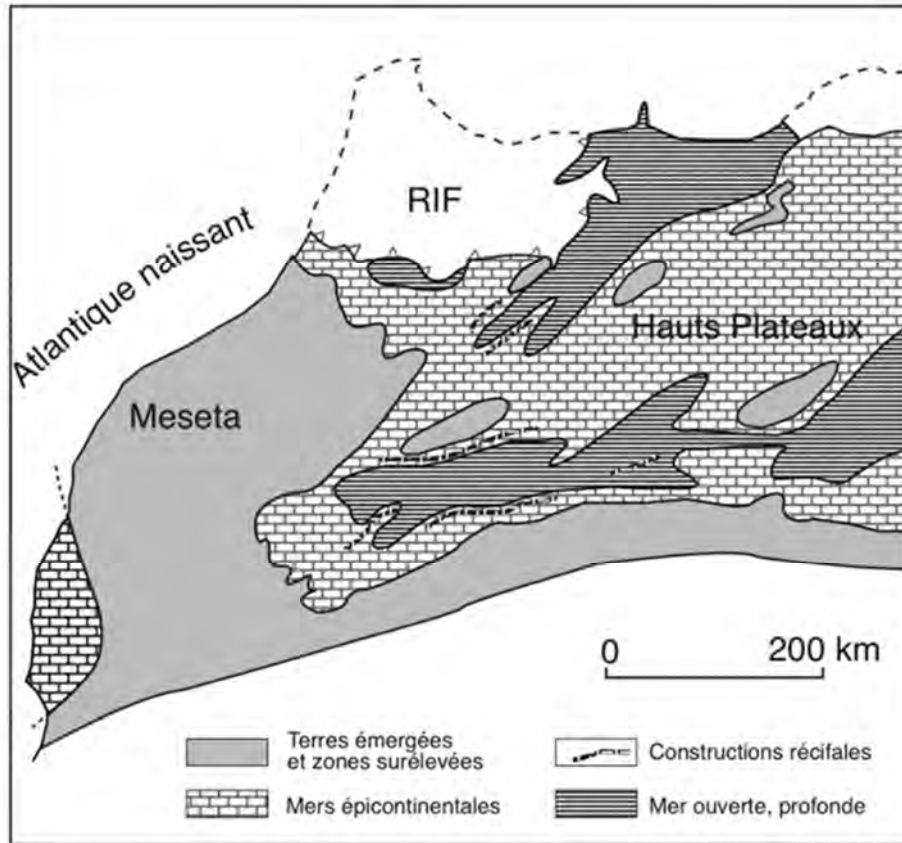 RIF
Atlantique naissant
Hauts Plateaux
Meseta
0 200 km
Terres émergées
et zones surélevées
Constructions récifales
Mers épicontinentales
Mer ouverte, profonde